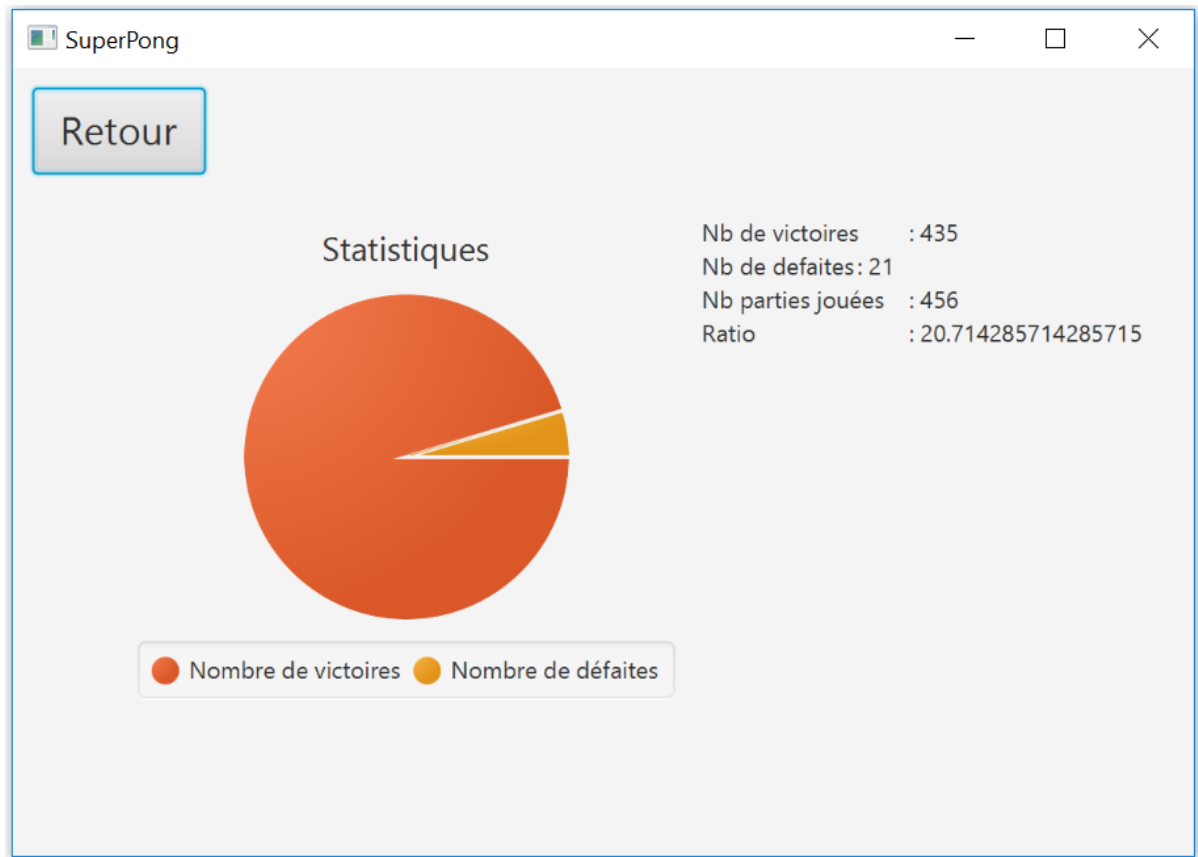 SuperPong
Retour
Statistiques
Nb de victoires : 435
Nb de defaites : 21
Nb parties jouées : 456
Ratio : 20.714285714285715
Nombre de victoires Nombre de défaites